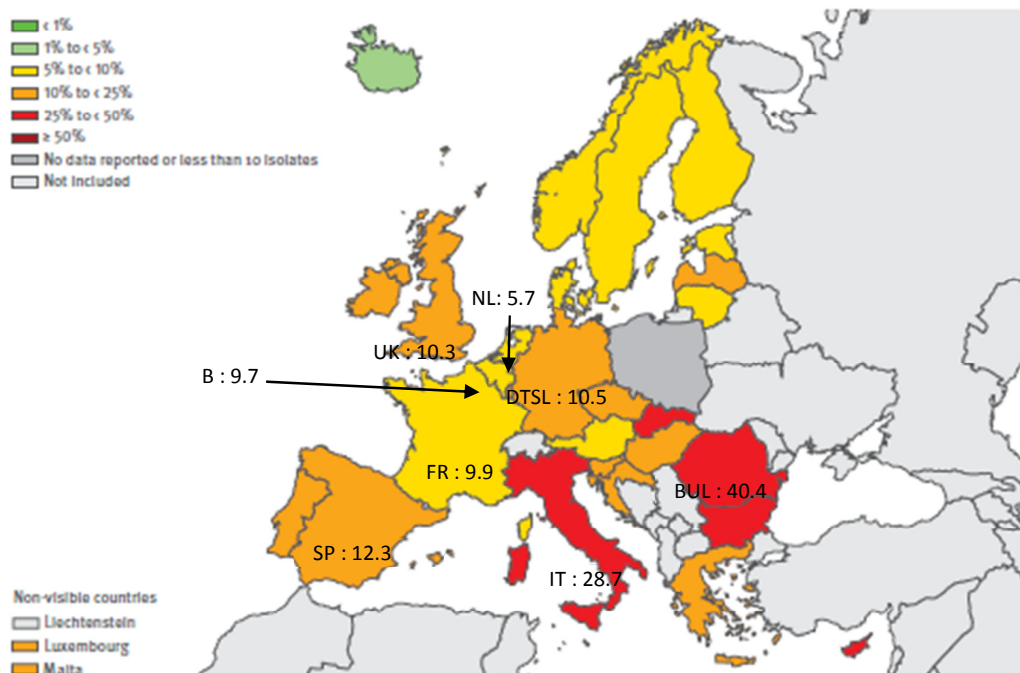 < 1%
1% to < 5%
5% to < 10%
10% to < 25%
25% to < 50%
≥ 50%
No data reported or less than 10 isolates
Not included
NL: 5.7
UK : 10.3
B : 9.7
DTSL : 10.5
FR : 9.9
BUL : 40.4
SP : 12.3
IT : 28.7
Non-visible countries
Liechtenstein
Luxembourg
Malta